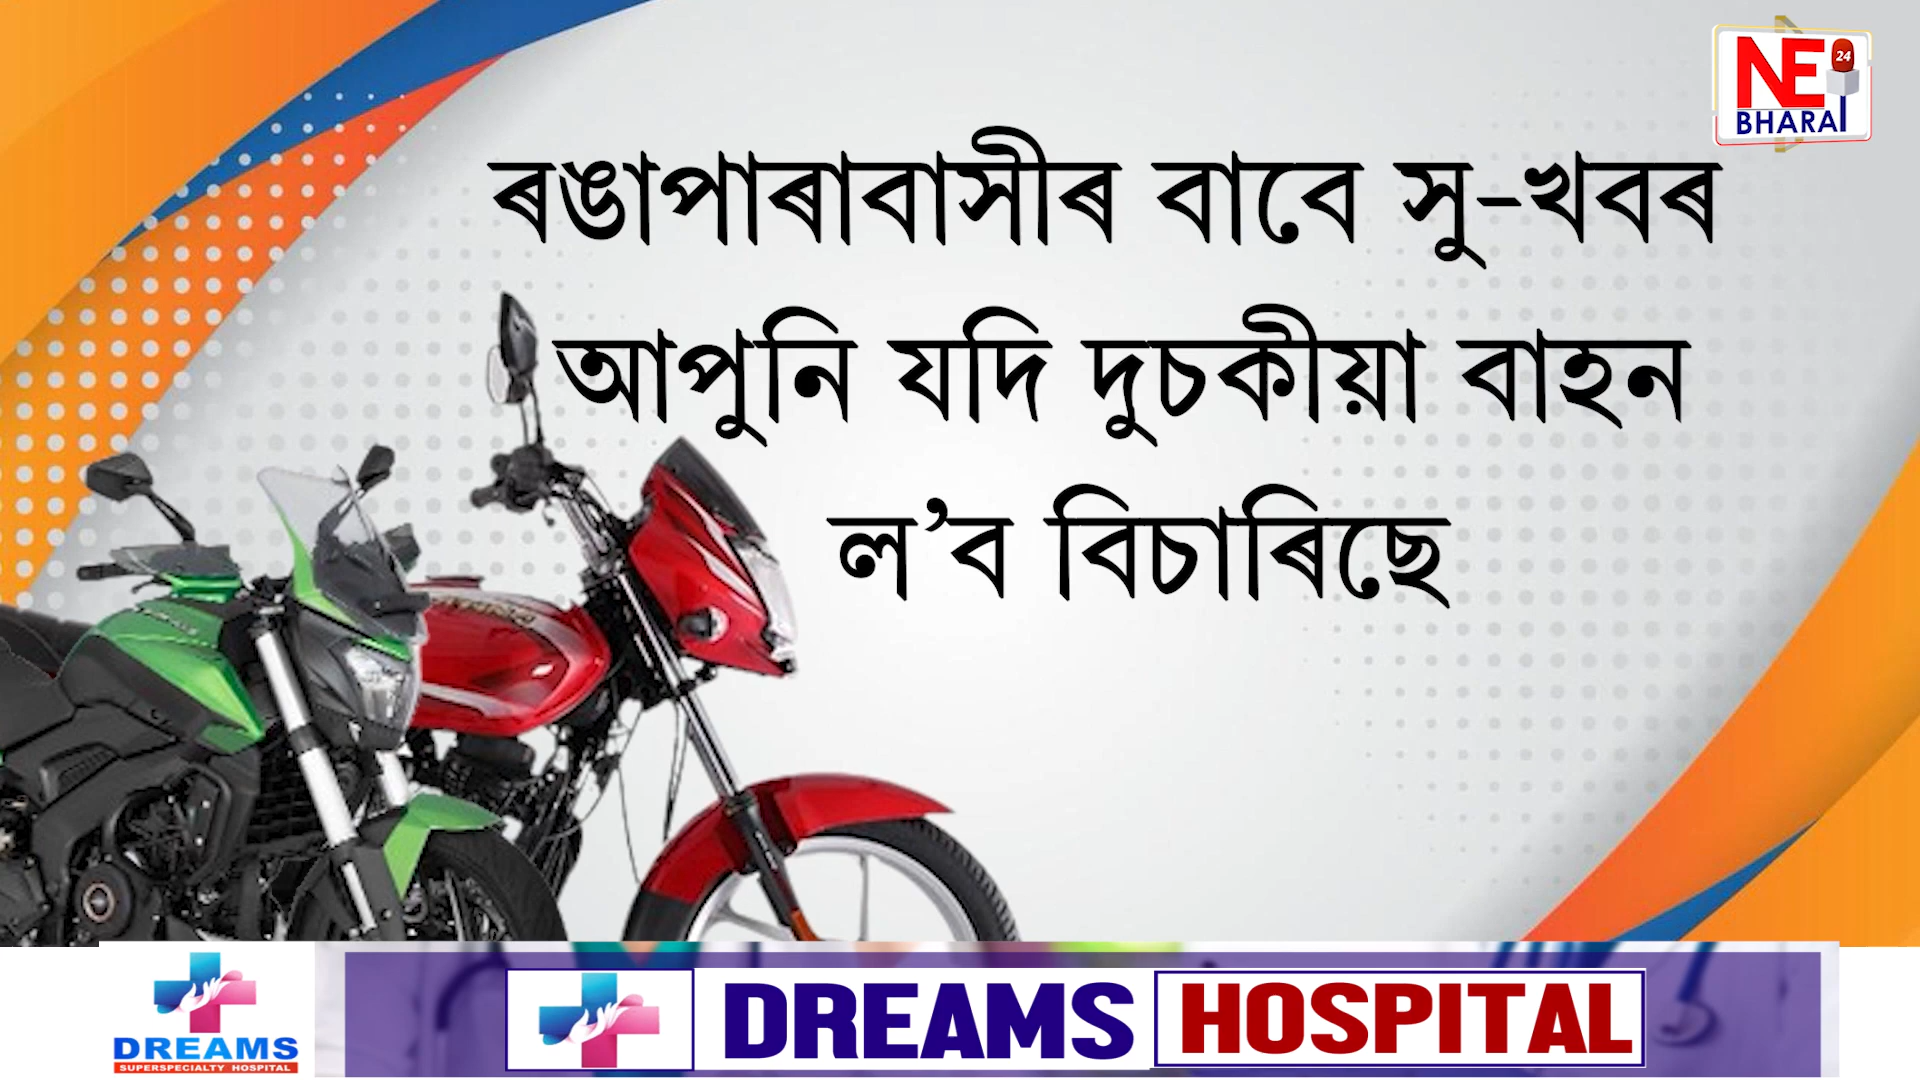 NE 24
BHARAT
ৰঙাপাৰাবাসীৰ বাবে সু-খবৰ
আপুনি যদি দুচকীয়া বাহন
ল’ব বিচাৰিছে
DREAMS
SUPERSPECIALTY HOSPITAL
DREAMS HOSPITAL